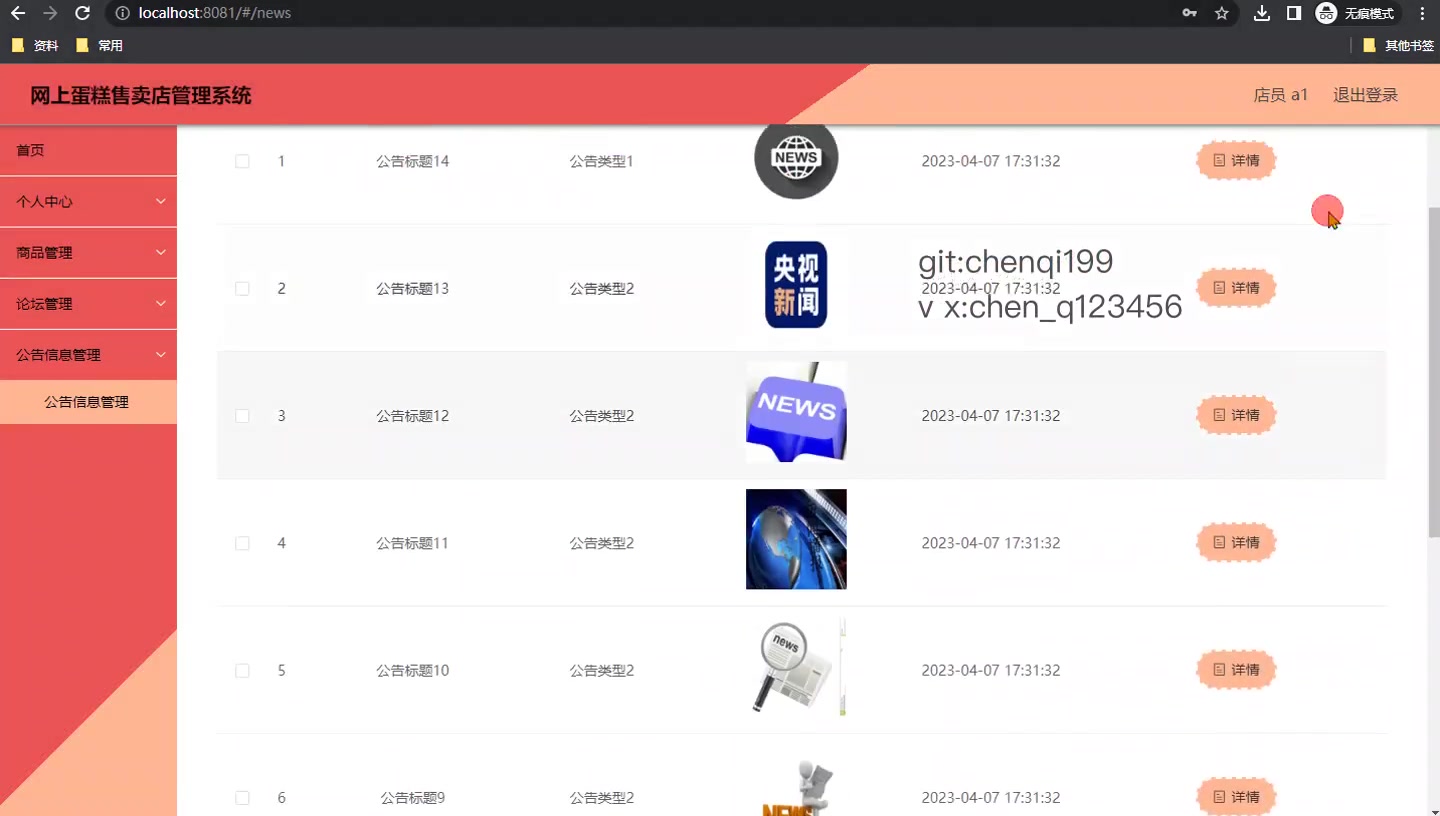 localhost:8081/#/news
无痕模式
资料
常用
其他书签
网上蛋糕售卖店管理系统
店员 a1
退出登录
首页
个人中心
商品管理
论坛管理
公告信息管理
公告信息管理
1 公告标题14 公告类型1 NEWS 2023-04-07 17:31:32 详情
2 公告标题13 公告类型2 央视新闻 2023-04-07 17:31:32 详情
git:chenqi199
v x:chen_q123456
3 公告标题12 公告类型2 NEWS 2023-04-07 17:31:32 详情
4 公告标题11 公告类型2 2023-04-07 17:31:32 详情
5 公告标题10 公告类型2 news 2023-04-07 17:31:32 详情
6 公告标题9 公告类型2 NEWS 2023-04-07 17:31:32 详情